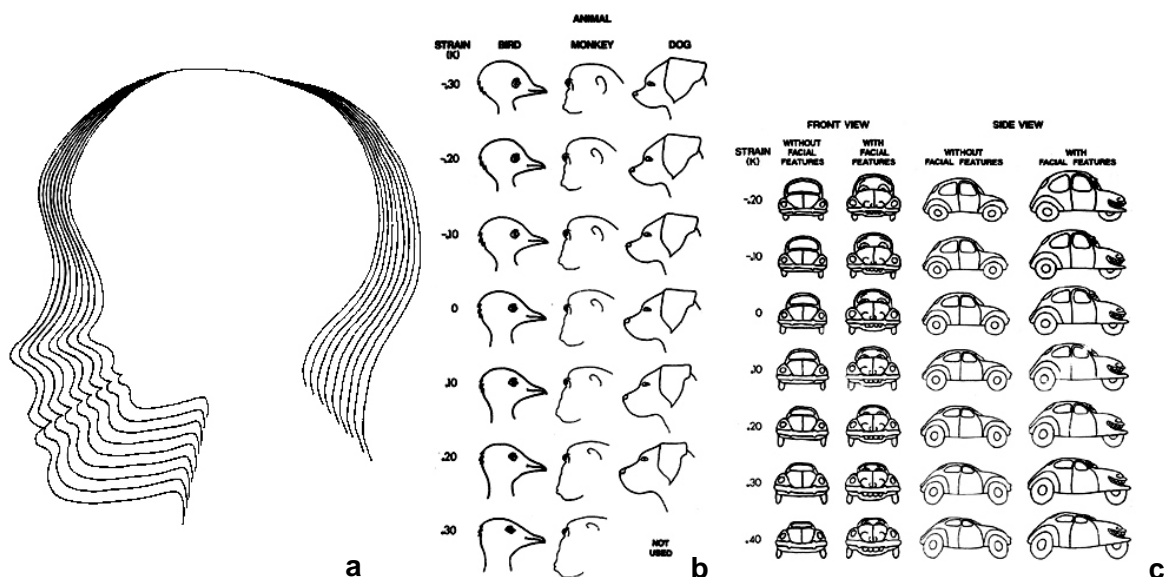 ANIMAL
STRAIN (K) BIRD MONKEY DOG
-.30
-.20
-.10
0
.10
.20
.30 NOT USED
FRONT VIEW SIDE VIEW
STRAIN (K) WITHOUT FACIAL FEATURES WITH FACIAL FEATURES WITHOUT FACIAL FEATURES WITH FACIAL FEATURES
-.20
-.10
0
.10
.20
.30
.40
a b c